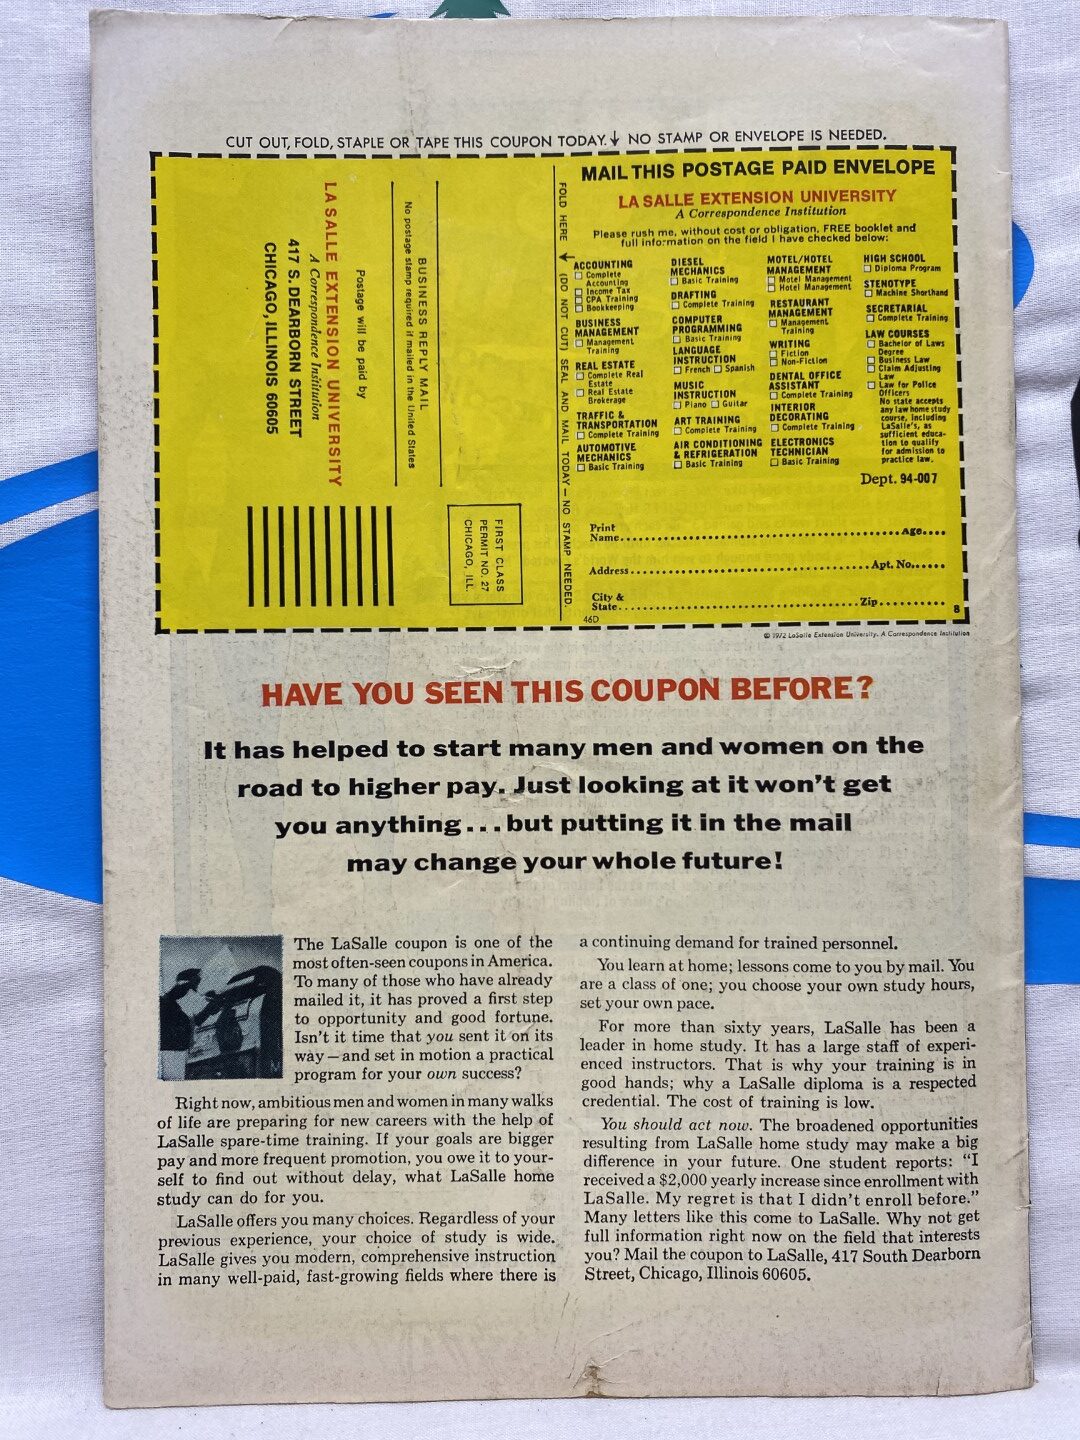 CUT OUT, FOLD, STAPLE OR TAPE THIS COUPON TODAY. ↓ NO STAMP OR ENVELOPE IS NEEDED.
LA SALLE EXTENSION UNIVERSITY
A Correspondence Institution
417 S. DEARBORN STREET
CHICAGO, ILLINOIS 60605
Postage will be paid by
BUSINESS REPLY MAIL
No postage stamp required if mailed in the United States
FIRST CLASS
PERMIT NO. 27
CHICAGO, ILL.
FOLD HERE ↓ (DO NOT CUT) SEAL AND MAIL TODAY — NO STAMP NEEDED.
MAIL THIS POSTAGE PAID ENVELOPE
LA SALLE EXTENSION UNIVERSITY
A Correspondence Institution
Please rush me, without cost or obligation, FREE booklet and
full information on the field I have checked below:
ACCOUNTING
☐ Complete
Accounting
☐ Income Tax
☐ CPA Training
☐ Bookkeeping
BUSINESS
MANAGEMENT
☐ Management
Training
REAL ESTATE
☐ Complete Real
Estate
☐ Real Estate
Brokerage
TRAFFIC &
TRANSPORTATION
☐ Complete Training
AUTOMOTIVE
MECHANICS
☐ Basic Training
DIESEL
MECHANICS
☐ Basic Training
DRAFTING
☐ Complete Training
COMPUTER
PROGRAMMING
☐ Basic Training
LANGUAGE
INSTRUCTION
☐ French ☐ Spanish
MUSIC
INSTRUCTION
☐ Piano ☐ Guitar
ART TRAINING
☐ Complete Training
AIR CONDITIONING
& REFRIGERATION
☐ Basic Training
MOTEL/HOTEL
MANAGEMENT
☐ Motel Management
☐ Hotel Management
RESTAURANT
MANAGEMENT
☐ Management
Training
WRITING
☐ Fiction
☐ Non-Fiction
DENTAL OFFICE
ASSISTANT
☐ Complete Training
INTERIOR
DECORATING
☐ Complete Training
ELECTRONICS
TECHNICIAN
☐ Basic Training
HIGH SCHOOL
☐ Diploma Program
STENOTYPE
☐ Machine Shorthand
SECRETARIAL
☐ Complete Training
LAW COURSES
☐ Bachelor of Laws
Degree
☐ Business Law
☐ Claim Adjusting
Law
☐ Law for Police
Officers
No state accepts
any law home study
course, including
LaSalle's, as
sufficient educa-
tion to qualify
for admission to
practice law.
Dept. 94-007
Print
Name........Age.....
Address........Apt. No......
City &
State........Zip..........
46D
8
© 1972 LaSalle Extension University. A Correspondence Institution
HAVE YOU SEEN THIS COUPON BEFORE?
It has helped to start many men and women on the
road to higher pay. Just looking at it won't get
you anything...but putting it in the mail
may change your whole future!
The LaSalle coupon is one of the
most often-seen coupons in America.
To many of those who have already
mailed it, it has proved a first step
to opportunity and good fortune.
Isn't it time that you sent it on its
way — and set in motion a practical
program for your own success?
Right now, ambitious men and women in many walks
of life are preparing for new careers with the help of
LaSalle spare-time training. If your goals are bigger
pay and more frequent promotion, you owe it to your-
self to find out without delay, what LaSalle home
study can do for you.
LaSalle offers you many choices. Regardless of your
previous experience, your choice of study is wide.
LaSalle gives you modern, comprehensive instruction
in many well-paid, fast-growing fields where there is
a continuing demand for trained personnel.
You learn at home; lessons come to you by mail. You
are a class of one; you choose your own study hours,
set your own pace.
For more than sixty years, LaSalle has been a
leader in home study. It has a large staff of experi-
enced instructors. That is why your training is in
good hands; why a LaSalle diploma is a respected
credential. The cost of training is low.
You should act now. The broadened opportunities
resulting from LaSalle home study may make a big
difference in your future. One student reports: "I
received a $2,000 yearly increase since enrollment with
LaSalle. My regret is that I didn't enroll before."
Many letters like this come to LaSalle. Why not get
full information right now on the field that interests
you? Mail the coupon to LaSalle, 417 South Dearborn
Street, Chicago, Illinois 60605.